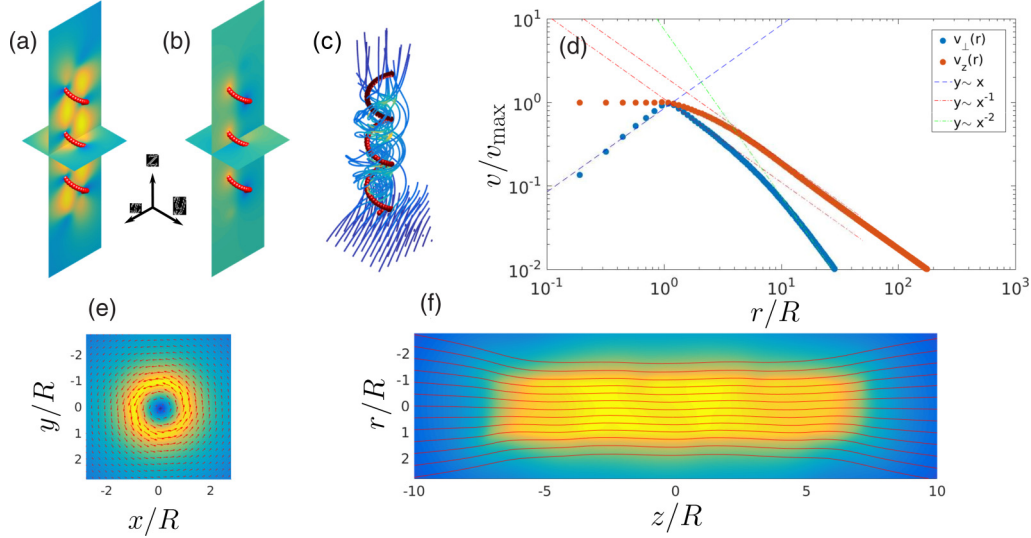 (a)
(b)
(c)
(d)
v/v_max
10^1
10^0
10^-1
10^-2
10^-1
10^0
10^1
10^2
10^3
r/R
v_⊥(r)
v_z(r)
y~ x
y~ x^-1
y~ x^-2
z
(e)
y/R
-2
-1
0
1
2
-2
0
2
x/R
(f)
r/R
-2
-1
0
1
2
-10
-5
0
5
10
z/R